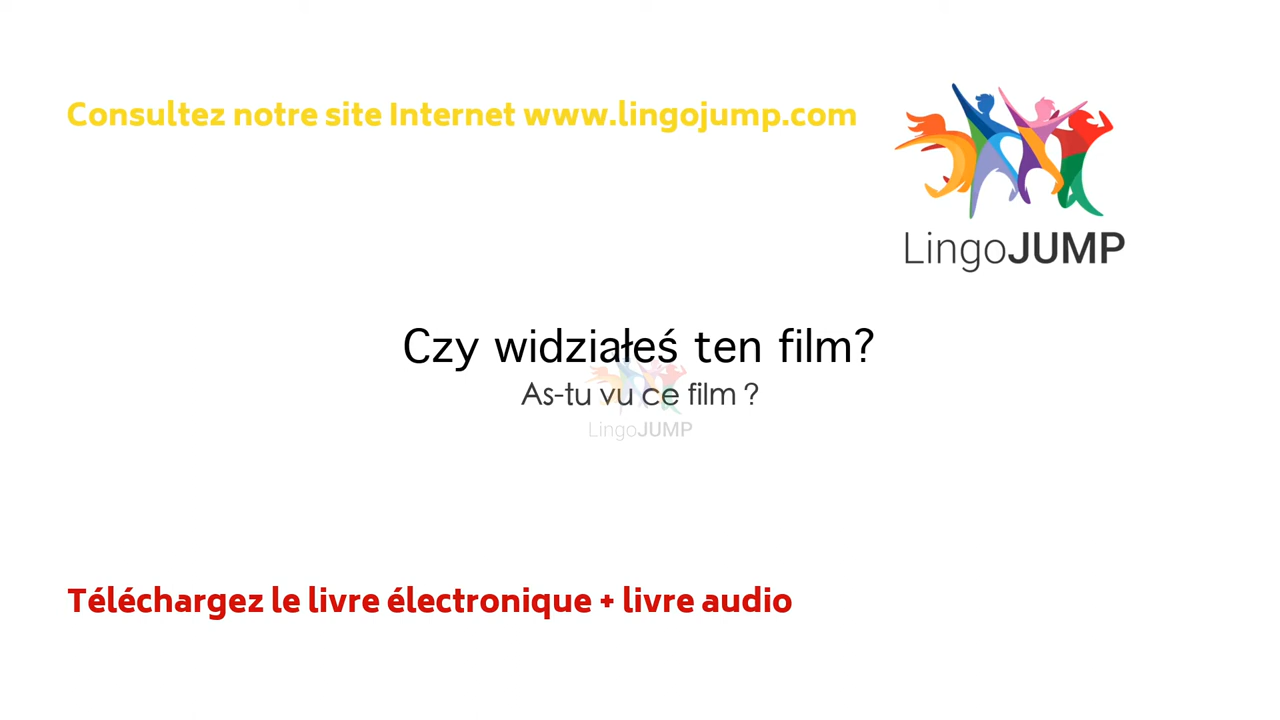 Consultez notre site Internet www.lingojump.com
LingoJUMP
Czy widziałeś ten film?
As-tu vu ce film ?
LingoJUMP
Téléchargez le livre électronique + livre audio